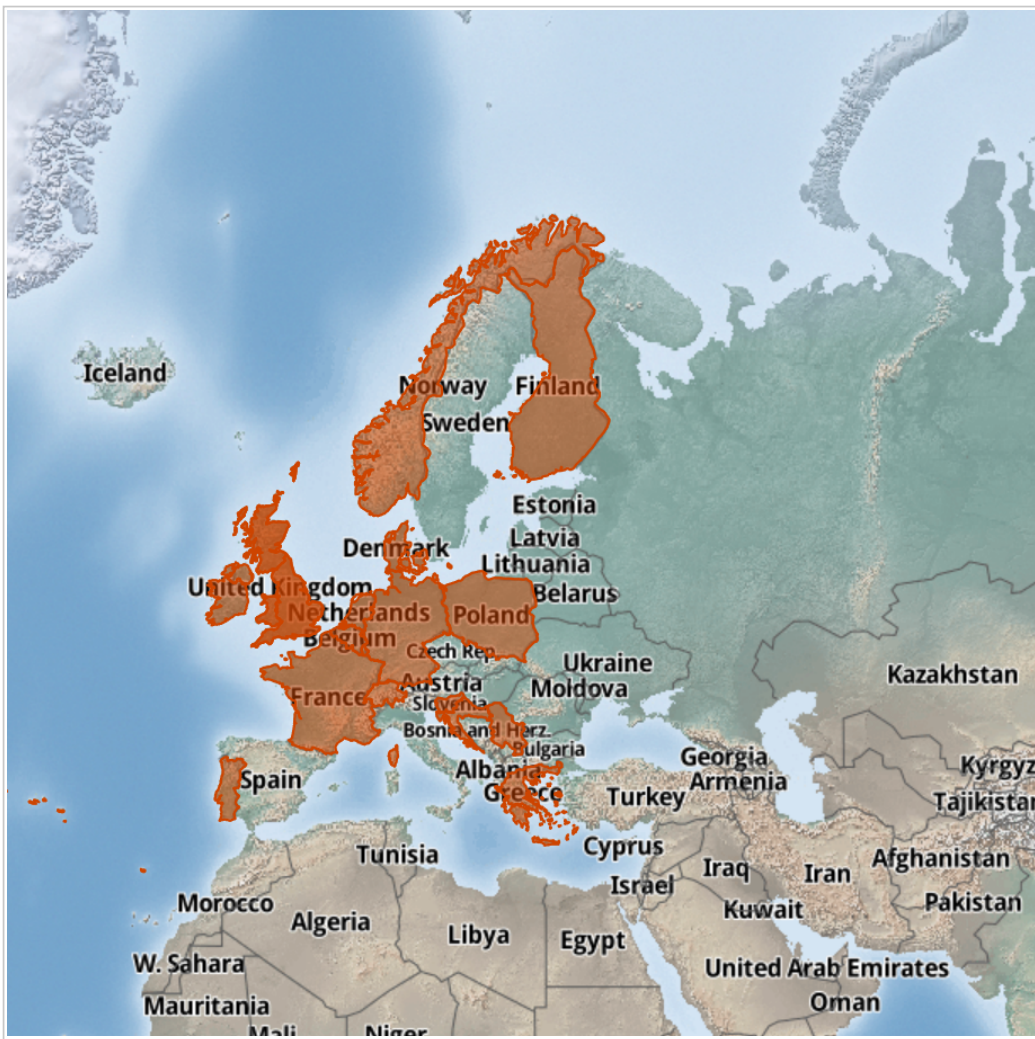 Iceland
Norway
Finland
Sweden
Estonia
Latvia
Denmark
Lithuania
United Kingdom
Belarus
Netherlands
Poland
Belgium
Czech Rep.
Ukraine
Kazakhstan
Austria
Moldova
France
Slovenia
Bosnia and Herz.
Bulgaria
Georgia
Kyrgyz
Albania
Spain
Armenia
Greece
Turkey
Tajikistan
Cyprus
Tunisia
Afghanistan
Iraq
Iran
Israel
Morocco
Kuwait
Pakistan
Algeria
Libya
Egypt
W. Sahara
United Arab Emirates
Mauritania
Oman
Mali
Niger